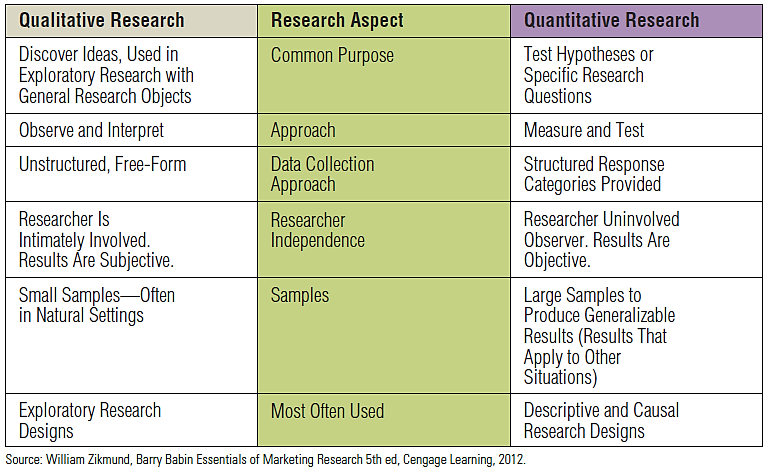 Qualitative Research
Research Aspect
Quantitative Research
Discover Ideas, Used in
Exploratory Research with
General Research Objects
Common Purpose
Test Hypotheses or
Specific Research
Questions
Observe and Interpret
Approach
Measure and Test
Unstructured, Free-Form
Data Collection
Approach
Structured Response
Categories Provided
Researcher Is
Intimately Involved.
Results Are Subjective.
Researcher
Independence
Researcher Uninvolved
Observer. Results Are
Objective.
Small Samples—Often
in Natural Settings
Samples
Large Samples to
Produce Generalizable
Results (Results That
Apply to Other
Situations)
Exploratory Research
Designs
Most Often Used
Descriptive and Causal
Research Designs
Source: William Zikmund, Barry Babin Essentials of Marketing Research 5th ed, Cengage Learning, 2012.